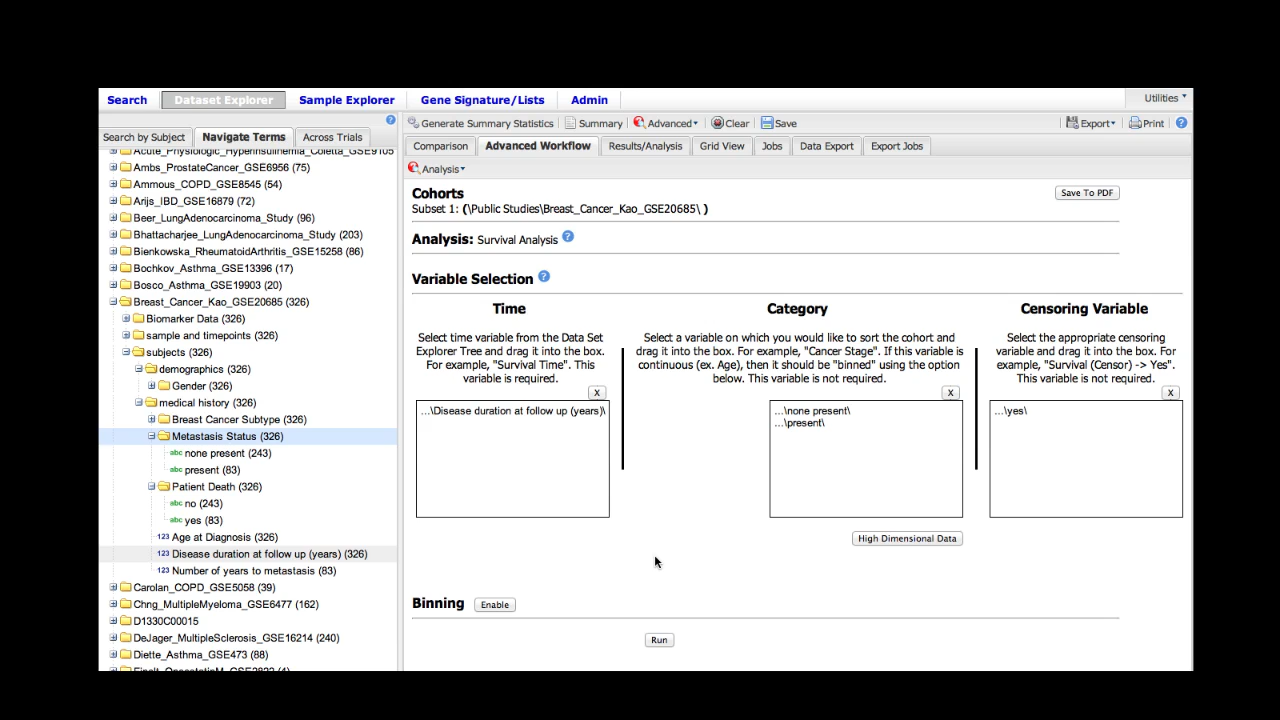 Search
Dataset Explorer
Sample Explorer
Gene Signature/Lists
Admin
Utilities
Search by Subject
Navigate Terms
Across Trials
Acute_Physiologic_Hyperinsulinemia_Coletta_GSE9105
Ambs_ProstateCancer_GSE6956 (75)
Ammous_COPD_GSE8545 (54)
Arijs_IBD_GSE16879 (72)
Beer_LungAdenocarcinoma_Study (96)
Bhattacharjee_LungAdenocarcinoma_Study (203)
Bienkowska_RheumatoidArthritis_GSE15258 (86)
Bochkov_Asthma_GSE13396 (17)
Bosco_Asthma_GSE19903 (20)
Breast_Cancer_Kao_GSE20685 (326)
Biomarker Data (326)
sample and timepoints (326)
subjects (326)
demographics (326)
Gender (326)
medical history (326)
Breast Cancer Subtype (326)
Metastasis Status (326)
abc none present (243)
abc present (83)
Patient Death (326)
abc no (243)
abc yes (83)
123 Age at Diagnosis (326)
123 Disease duration at follow up (years) (326)
123 Number of years to metastasis (83)
Carolan_COPD_GSE5058 (39)
Chng_MultipleMyeloma_GSE6477 (162)
D1330C00015
DeJager_MultipleSclerosis_GSE16214 (240)
Diette_Asthma_GSE473 (88)
Generate Summary Statistics
Summary
Advanced
Clear
Save
Export
Print
Comparison
Advanced Workflow
Results/Analysis
Grid View
Jobs
Data Export
Export Jobs
Analysis
Cohorts
Save To PDF
Subset 1: (\Public Studies\Breast_Cancer_Kao_GSE20685\ )
Analysis: Survival Analysis
Variable Selection
Time
Select time variable from the Data Set
Explorer Tree and drag it into the box.
For example, "Survival Time". This
variable is required.
X
...\Disease duration at follow up (years)\
Category
Select a variable on which you would like to sort the cohort and
drag it into the box. For example, "Cancer Stage". If this variable is
continuous (ex. Age), then it should be "binned" using the option
below. This variable is not required.
X
...\none present\
...\present\
High Dimensional Data
Censoring Variable
Select the appropriate censoring
variable and drag it into the box. For
example, "Survival (Censor) -> Yes".
This variable is not required.
X
...\yes\
Binning
Enable
Run